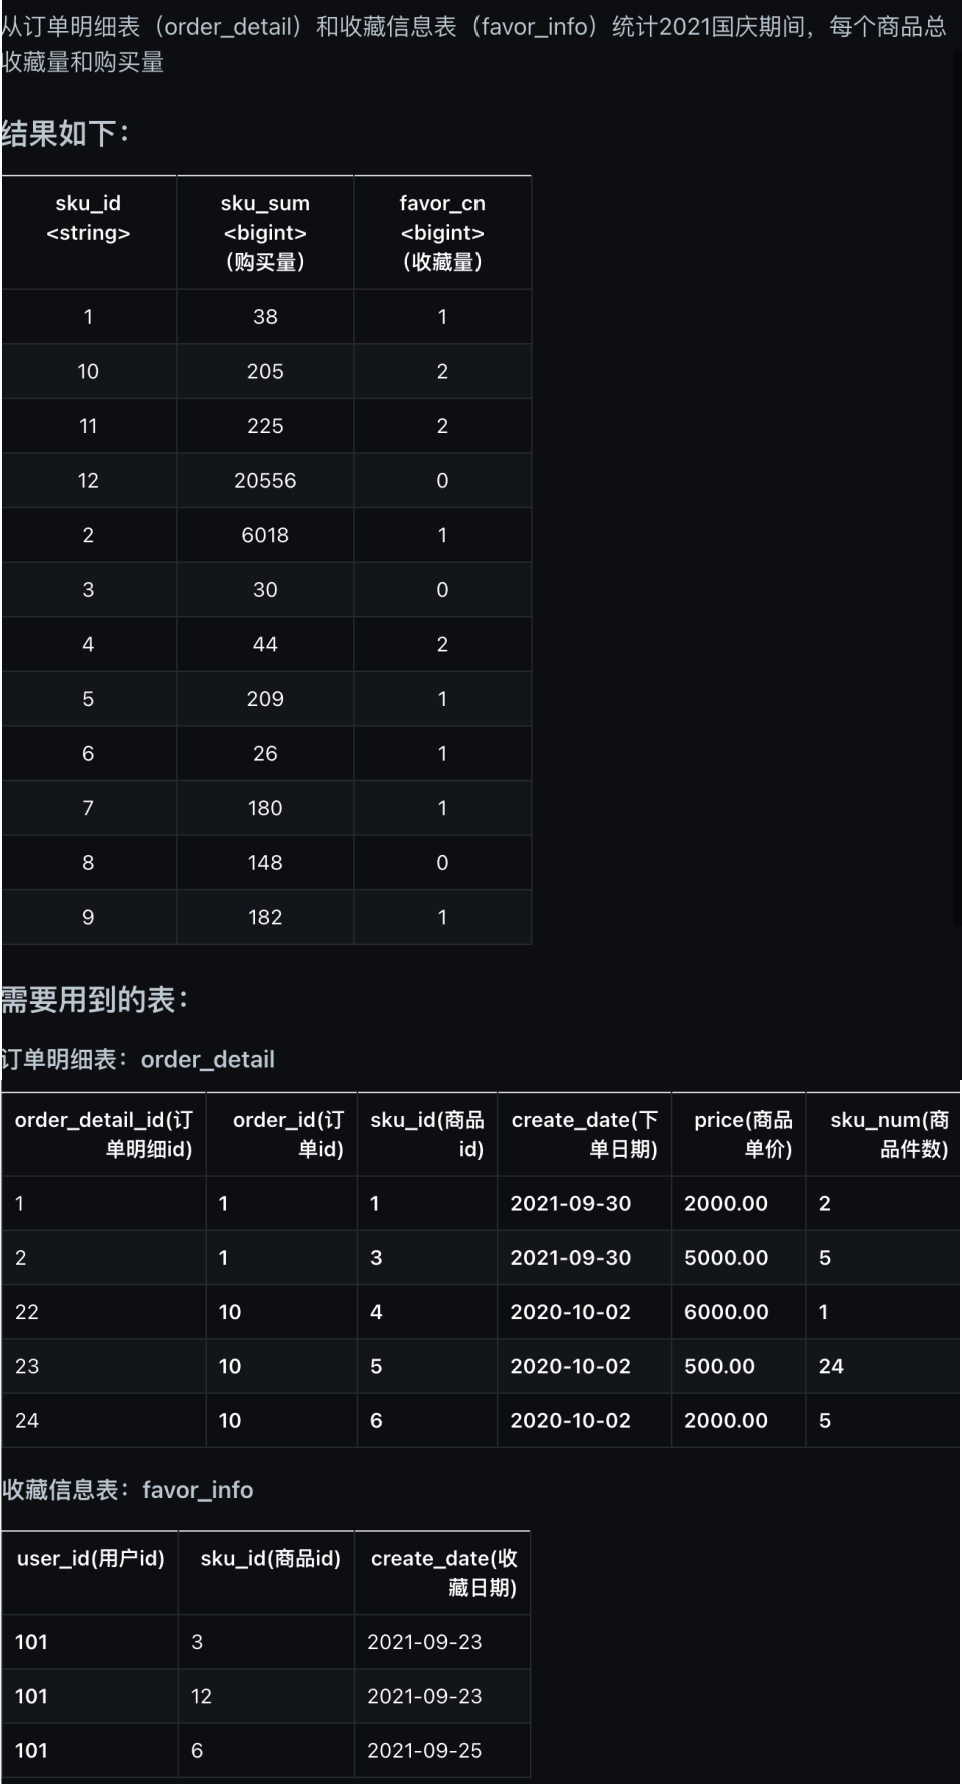 从订单明细表（order_detail）和收藏信息表（favor_info）统计2021国庆期间，每个商品总
收藏量和购买量
结果如下：
sku_id <string> sku_sum <bigint> （购买量） favor_cn <bigint> （收藏量）
1 38 1
10 205 2
11 225 2
12 20556 0
2 6018 1
3 30 0
4 44 2
5 209 1
6 26 1
7 180 1
8 148 0
9 182 1
需要用到的表：
订单明细表：order_detail
order_detail_id(订单明细id) order_id(订单id) sku_id(商品id) create_date(下单日期) price(商品单价) sku_num(商品件数)
1 1 1 2021-09-30 2000.00 2
2 1 3 2021-09-30 5000.00 5
22 10 4 2020-10-02 6000.00 1
23 10 5 2020-10-02 500.00 24
24 10 6 2020-10-02 2000.00 5
收藏信息表：favor_info
user_id(用户id) sku_id(商品id) create_date(收藏日期)
101 3 2021-09-23
101 12 2021-09-23
101 6 2021-09-25